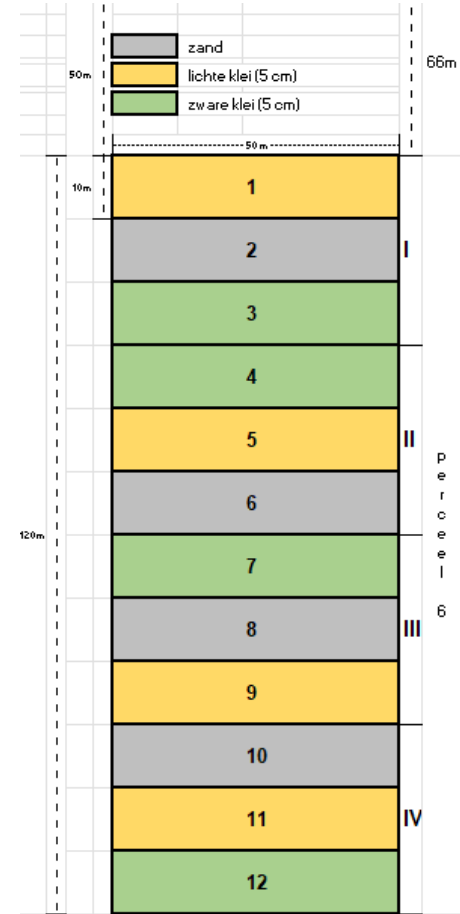 zand
66m
50m
lichte klei (5 cm)
zware klei (5 cm)
50 m
10m
1
2
I
3
4
5
II
6
120m
7
8
III
9
10
11
IV
12
perceel 6